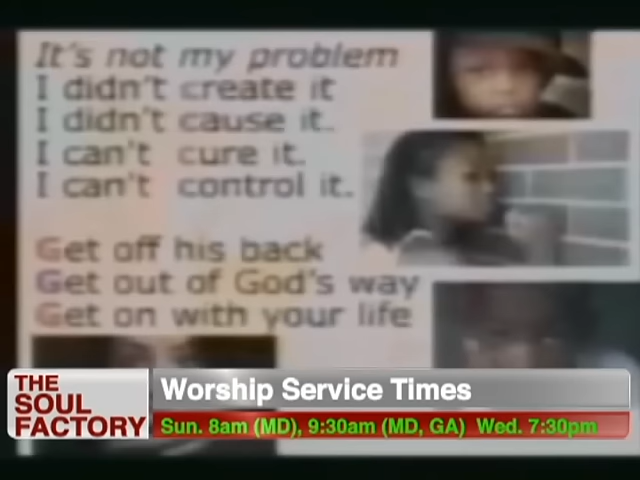 It's not my problem
I didn't create it
I didn't cause it.
I can't cure it.
I can't control it.
Get off his back
Get out of God's way
Get on with your life
THE
SOUL
FACTORY
Worship Service Times
Sun. 8am (MD), 9:30am (MD, GA) Wed. 7:30pm